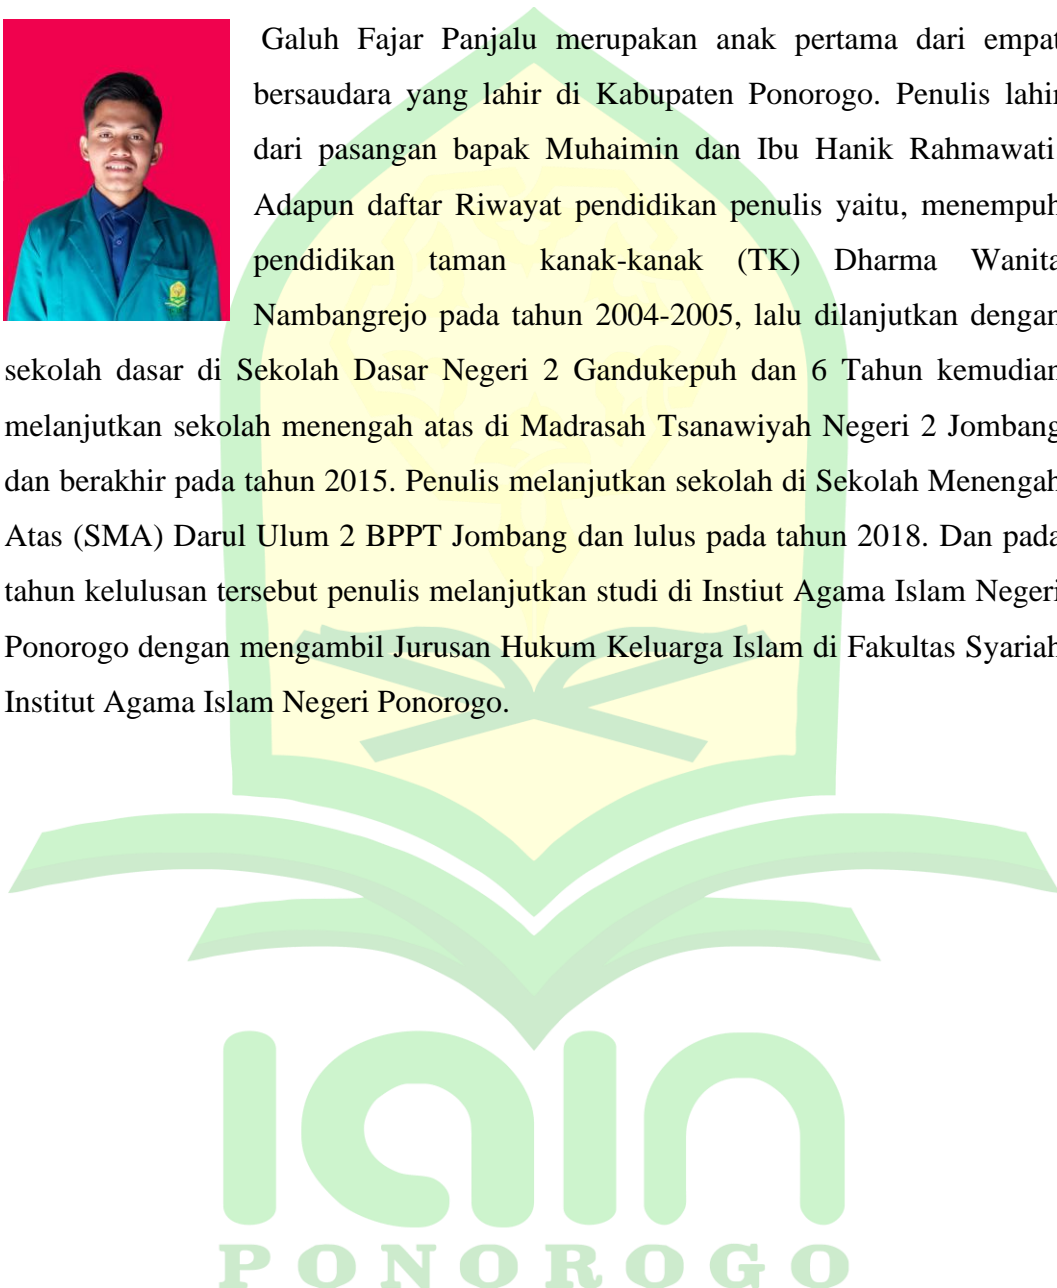 Galuh Fajar Panjalu merupakan anak pertama dari empat
bersaudara yang lahir di Kabupaten Ponorogo. Penulis lahir
dari pasangan bapak Muhaimin dan Ibu Hanik Rahmawati
Adapun daftar Riwayat pendidikan penulis yaitu, menempuh
pendidikan taman kanak-kanak (TK) Dharma Wanita
Nambangrejo pada tahun 2004-2005, lalu dilanjutkan dengan
sekolah dasar di Sekolah Dasar Negeri 2 Gandukepuh dan 6 Tahun kemudian
melanjutkan sekolah menengah atas di Madrasah Tsanawiyah Negeri 2 Jombang
dan berakhir pada tahun 2015. Penulis melanjutkan sekolah di Sekolah Menengah
Atas (SMA) Darul Ulum 2 BPPT Jombang dan lulus pada tahun 2018. Dan pada
tahun kelulusan tersebut penulis melanjutkan studi di Instiut Agama Islam Negeri
Ponorogo dengan mengambil Jurusan Hukum Keluarga Islam di Fakultas Syariah
Institut Agama Islam Negeri Ponorogo.
iain
PONOROGO